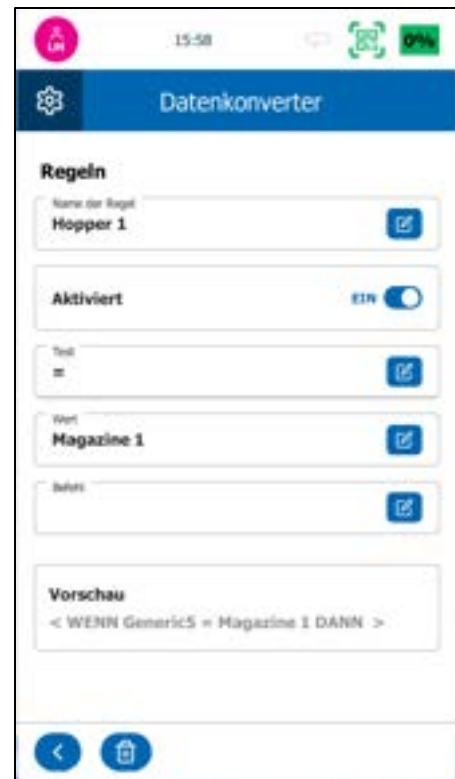 LM 15:58 0%
Datenkonverter
Regeln
Name der Regel
Hopper 1
Aktiviert EIN
Test
=
Wert
Magazine 1
Befehl
Vorschau
< WENN Generic5 = Magazine 1 DANN >